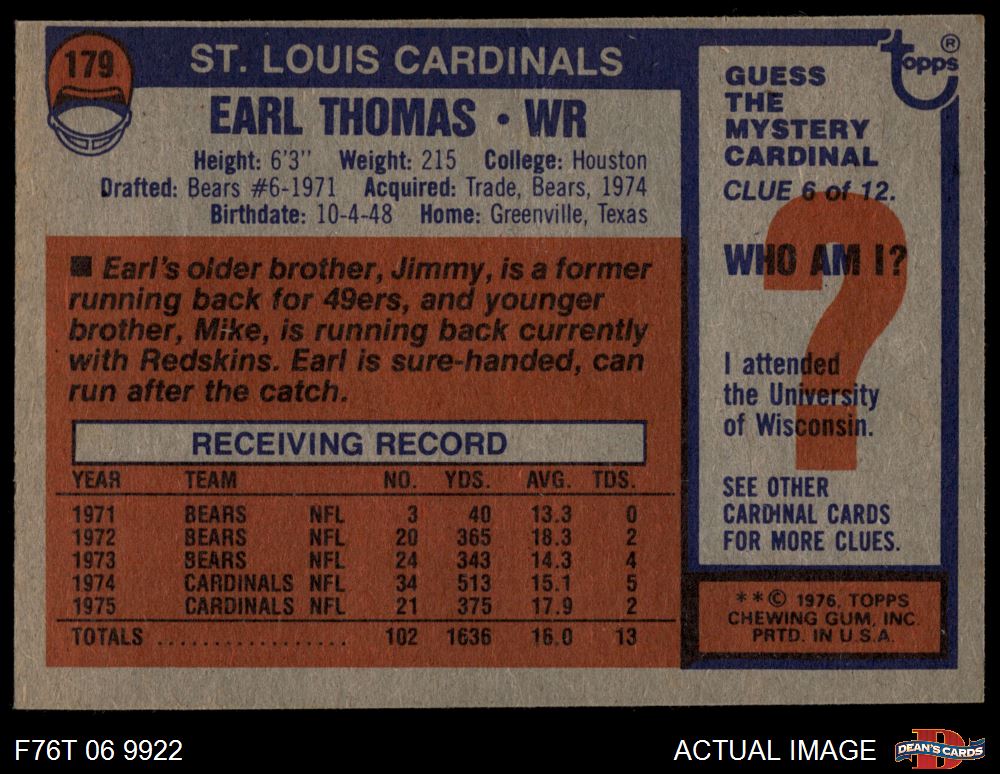 179
ST. LOUIS CARDINALS
EARL THOMAS • WR
Height: 6'3" Weight: 215 College: Houston
Drafted: Bears #6-1971 Acquired: Trade, Bears, 1974
Birthdate: 10-4-48 Home: Greenville, Texas
■ Earl's older brother, Jimmy, is a former
running back for 49ers, and younger
brother, Mike, is running back currently
with Redskins. Earl is sure-handed, can
run after the catch.
RECEIVING RECORD
YEAR TEAM NO. YDS. AVG. TDS.
1971 BEARS NFL 3 40 13.3 0
1972 BEARS NFL 20 365 18.3 2
1973 BEARS NFL 24 343 14.3 4
1974 CARDINALS NFL 34 513 15.1 5
1975 CARDINALS NFL 21 375 17.9 2
TOTALS ................. 102 1636 16.0 13
topps ®
GUESS
THE
MYSTERY
CARDINAL
CLUE 6 of 12.
?
WHO AM I?
I attended
the University
of Wisconsin.
SEE OTHER
CARDINAL CARDS
FOR MORE CLUES.
**© 1976, TOPPS
CHEWING GUM, INC.
PRTD. IN U.S.A.
F76T 06 9922
ACTUAL IMAGE
D
DEAN'S CARDS